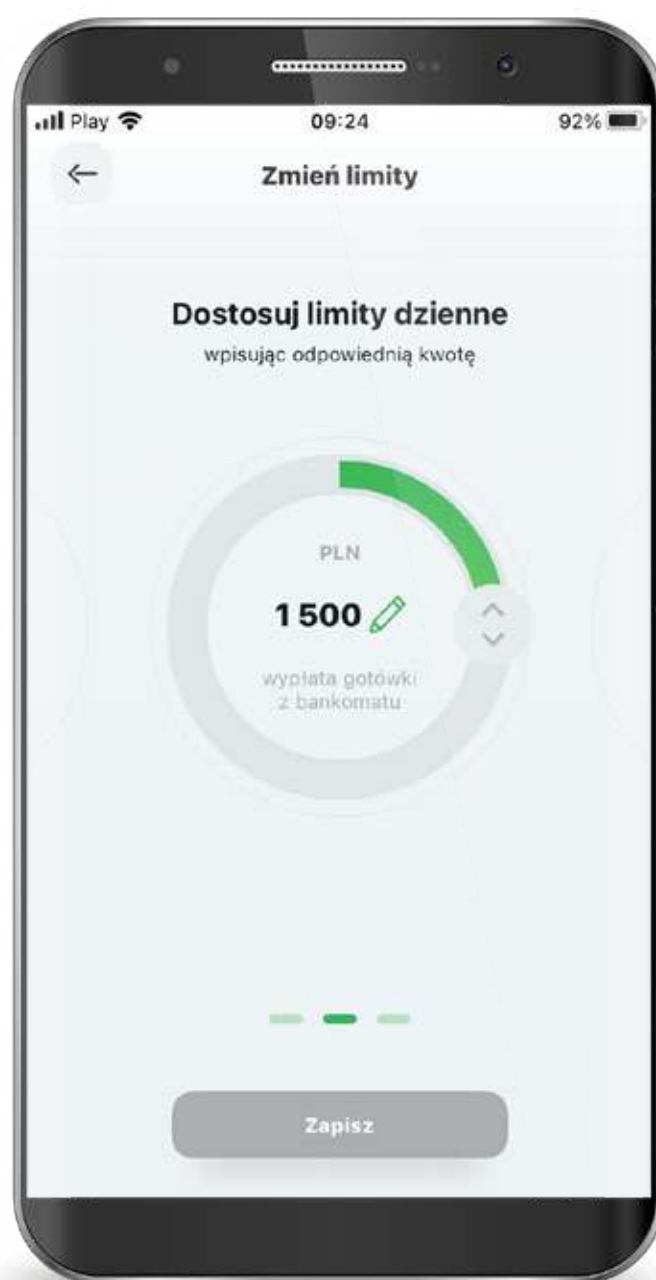 Play
09:24
92%
Zmień limity
Dostosuj limity dzienne
wpisując odpowiednią kwotę
PLN
1 500
wypłata gotówki
z bankomatu
Zapisz